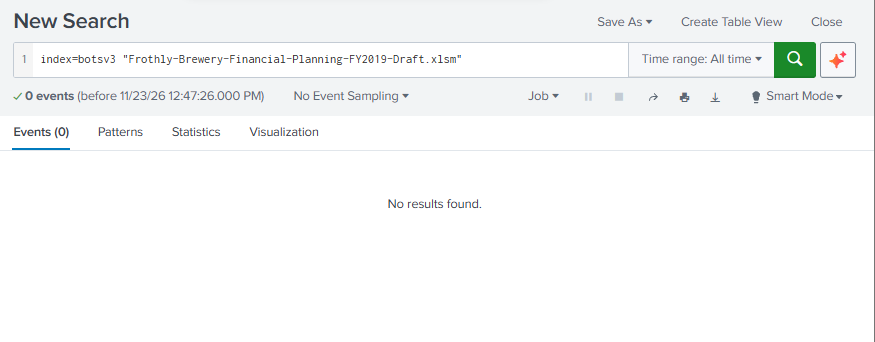 New Search
Save As ▾ Create Table View Close
1 index=botsv3 "Frothly-Brewery-Financial-Planning-FY2019-Draft.xlsm" Time range: All time ▾
✓ 0 events (before 11/23/26 12:47:26.000 PM) No Event Sampling ▾ Job ▾ Smart Mode ▾
Events (0) Patterns Statistics Visualization
No results found.